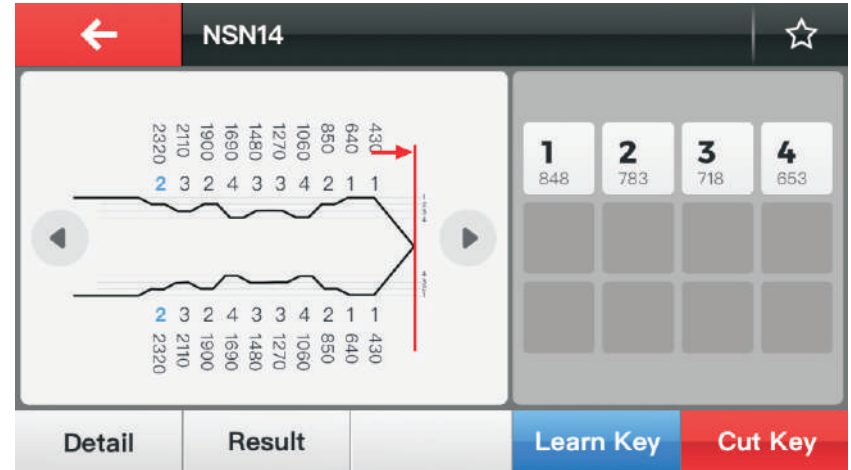 NSN14
2320 2110 1900 1690 1480 1270 1060 850 640 430
2 3 2 4 3 3 4 2 1 1
2 3 2 4 3 3 4 2 1 1
2320 2110 1900 1690 1480 1270 1060 850 640 430
1 2 3 4
848 783 718 653
Detail Result Learn Key Cut Key